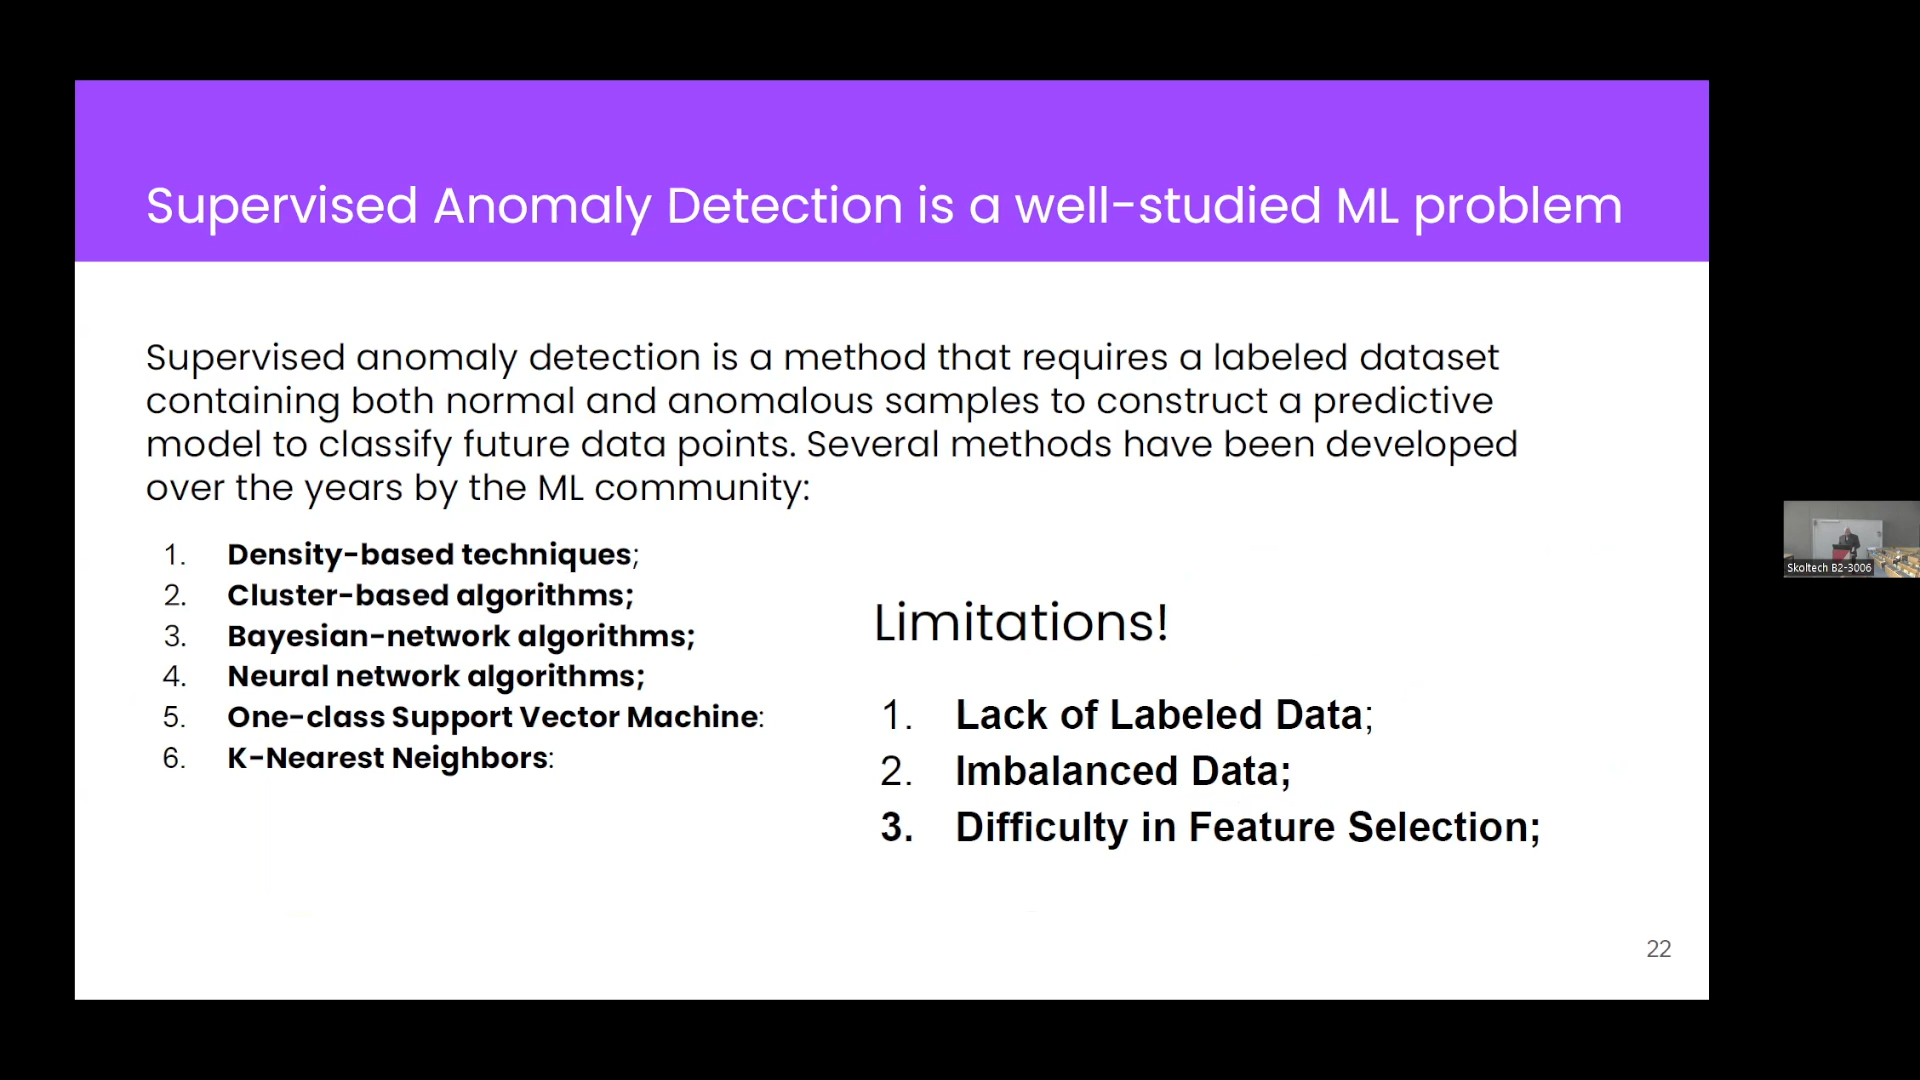 Supervised Anomaly Detection is a well-studied ML problem
Supervised anomaly detection is a method that requires a labeled dataset
containing both normal and anomalous samples to construct a predictive
model to classify future data points. Several methods have been developed
over the years by the ML community:
1. Density-based techniques;
2. Cluster-based algorithms;
3. Bayesian-network algorithms;
4. Neural network algorithms;
5. One-class Support Vector Machine:
6. K-Nearest Neighbors:
Limitations!
1. Lack of Labeled Data;
2. Imbalanced Data;
3. Difficulty in Feature Selection;
22
Skoltech B2-3006